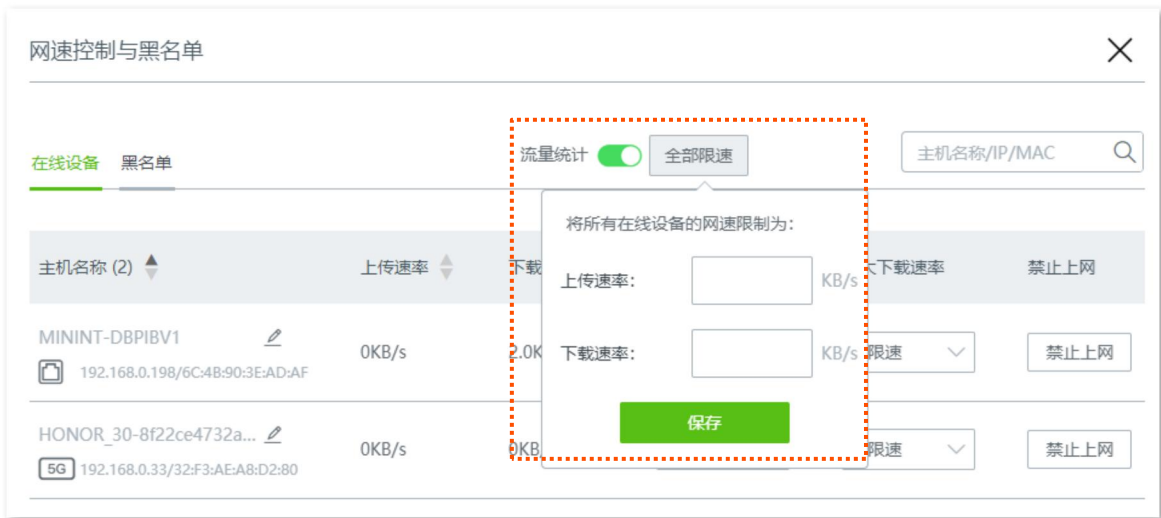 网速控制与黑名单
在线设备 黑名单 流量统计 全部限速 主机名称/IP/MAC
将所有在线设备的网速限制为：
主机名称 (2) 上传速率 下载 下载速率 禁止上网
上传速率： KB/s
MININT-DBPIBV1 0KB/s 2.0K 下载速率： KB/s 限速 禁止上网
192.168.0.198/6C:4B:90:3E:AD:AF
保存
HONOR_30-8f22ce4732a... 0KB/s 0KB 限速 禁止上网
5G 192.168.0.33/32:F3:AE:A8:D2:80